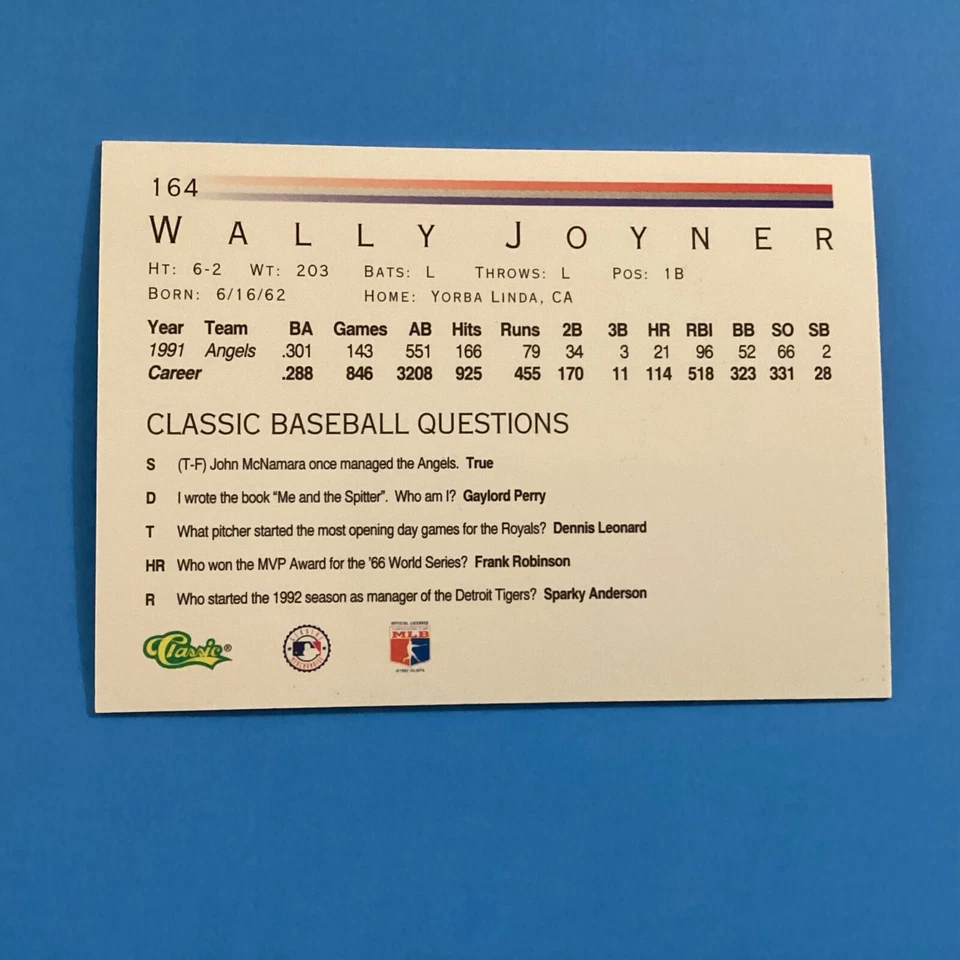 164
WALLY JOYNER
HT: 6-2 WT: 203 BATS: L THROWS: L POS: 1B
BORN: 6/16/62 HOME: YORBA LINDA, CA
Year Team BA Games AB Hits Runs 2B 3B HR RBI BB SO SB
1991 Angels .301 143 551 166 79 34 3 21 96 52 66 2
Career .288 846 3208 925 455 170 11 114 518 323 331 28
CLASSIC BASEBALL QUESTIONS
S (T-F) John McNamara once managed the Angels. True
D I wrote the book “Me and the Spitter”. Who am I? Gaylord Perry
T What pitcher started the most opening day games for the Royals? Dennis Leonard
HR Who won the MVP Award for the '66 World Series? Frank Robinson
R Who started the 1992 season as manager of the Detroit Tigers? Sparky Anderson
Classic®
MLB